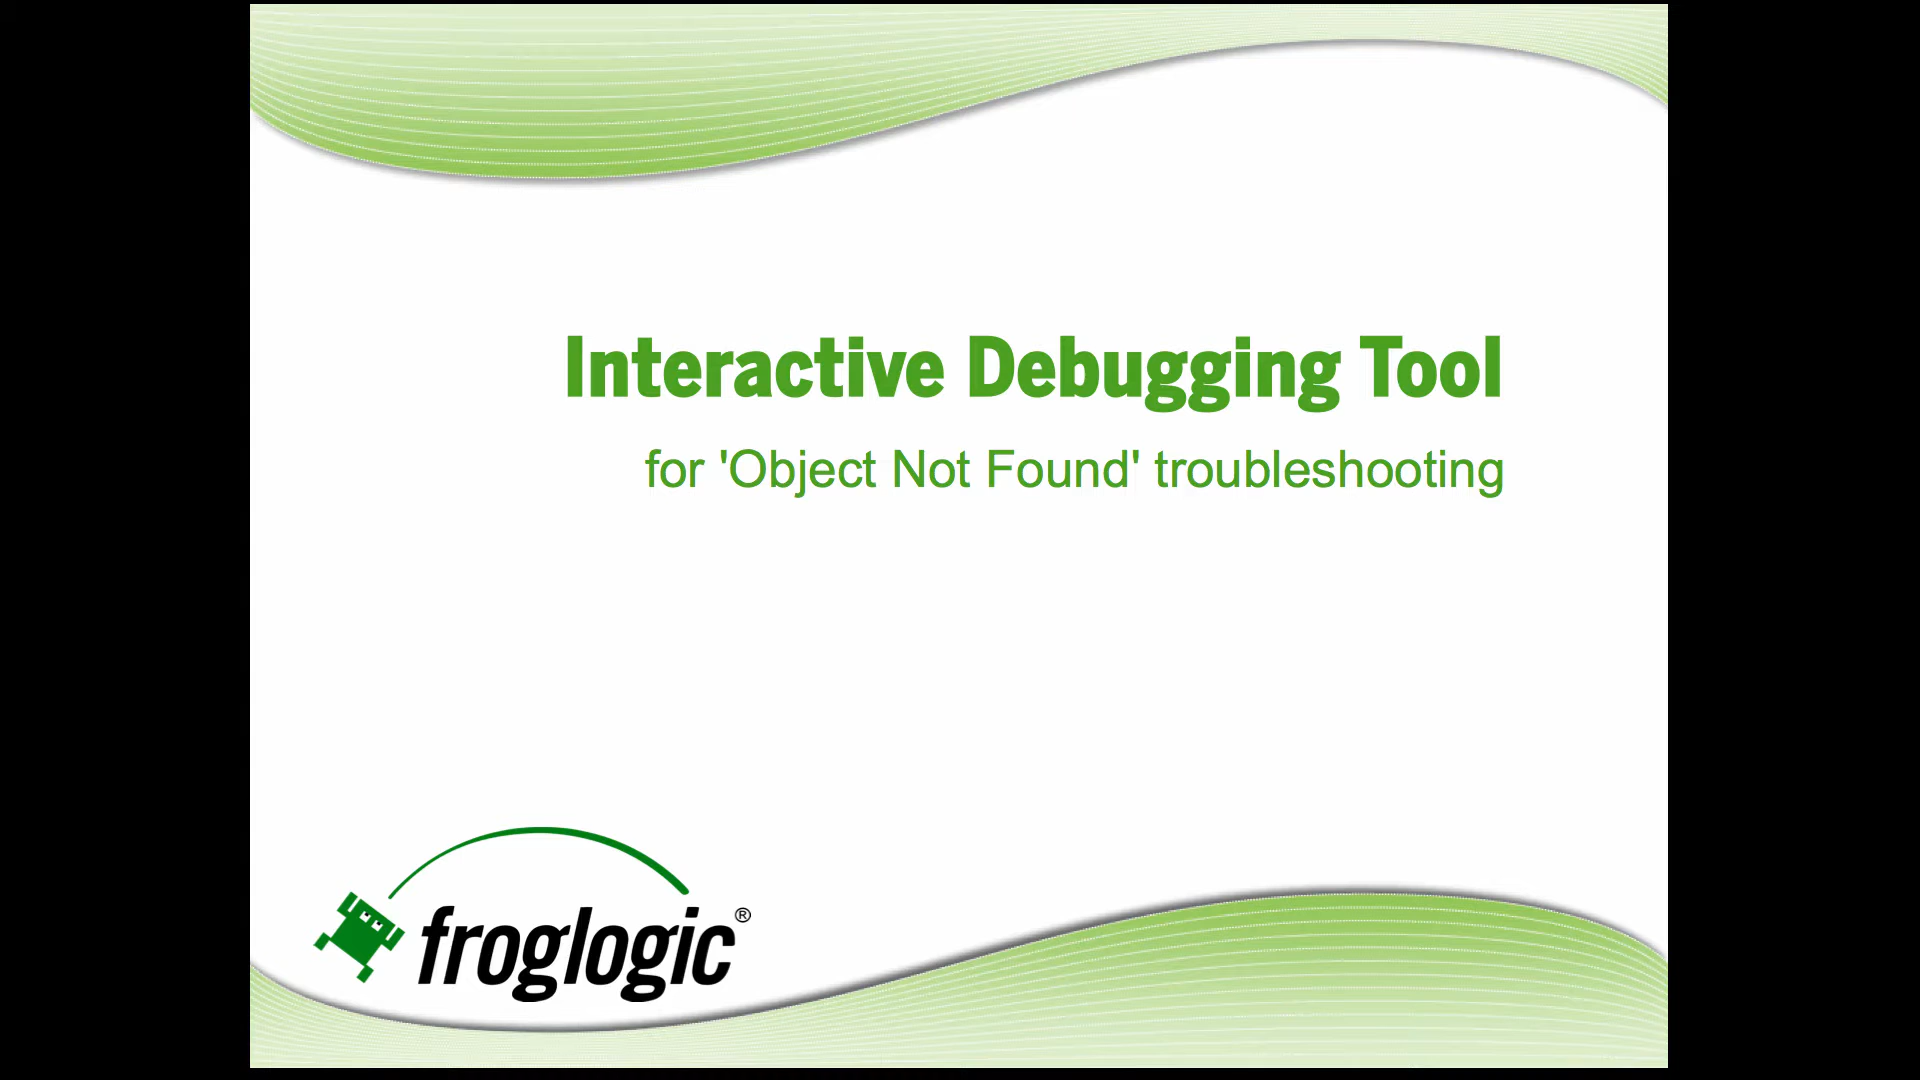 Interactive Debugging Tool
for 'Object Not Found' troubleshooting
froglogic®